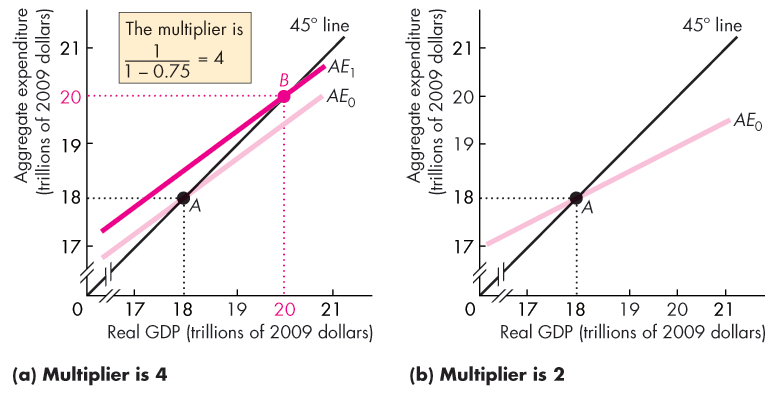 Aggregate expenditure
(trillions of 2009 dollars)
The multiplier is
1
1 – 0.75
= 4
45° line
21
20
19
18
17
0
B
A
AE1
AE0
17
18
19
20
21
Real GDP (trillions of 2009 dollars)
(a) Multiplier is 4
Aggregate expenditure
(trillions of 2009 dollars)
45° line
21
20
19
18
17
0
A
AE0
17
18
19
20
21
Real GDP (trillions of 2009 dollars)
(b) Multiplier is 2